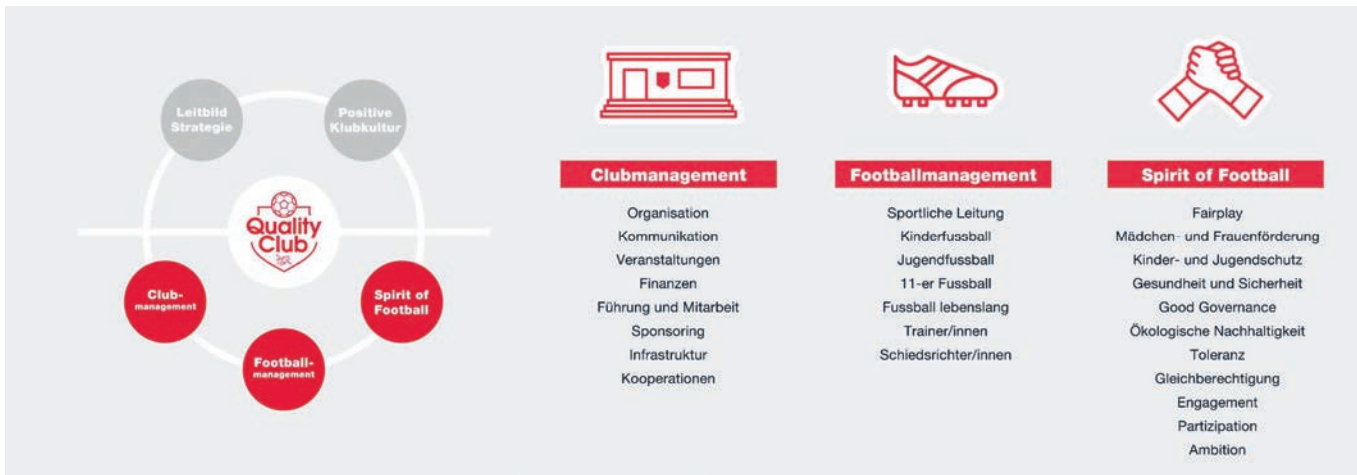 Leitbild
Strategie
Positive
Klubkultur
Quality
Club
Club-
management
Spirit of
Football
Football-
management
Clubmanagement
Organisation
Kommunikation
Veranstaltungen
Finanzen
Führung und Mitarbeit
Sponsoring
Infrastruktur
Kooperationen
Footballmanagement
Sportliche Leitung
Kinderfussball
Jugendfussball
11-er Fussball
Fussball lebenslang
Trainer/innen
Schiedsrichter/innen
Spirit of Football
Fairplay
Mädchen- und Frauenförderung
Kinder- und Jugendschutz
Gesundheit und Sicherheit
Good Governance
Ökologische Nachhaltigkeit
Toleranz
Gleichberechtigung
Engagement
Partizipation
Ambition